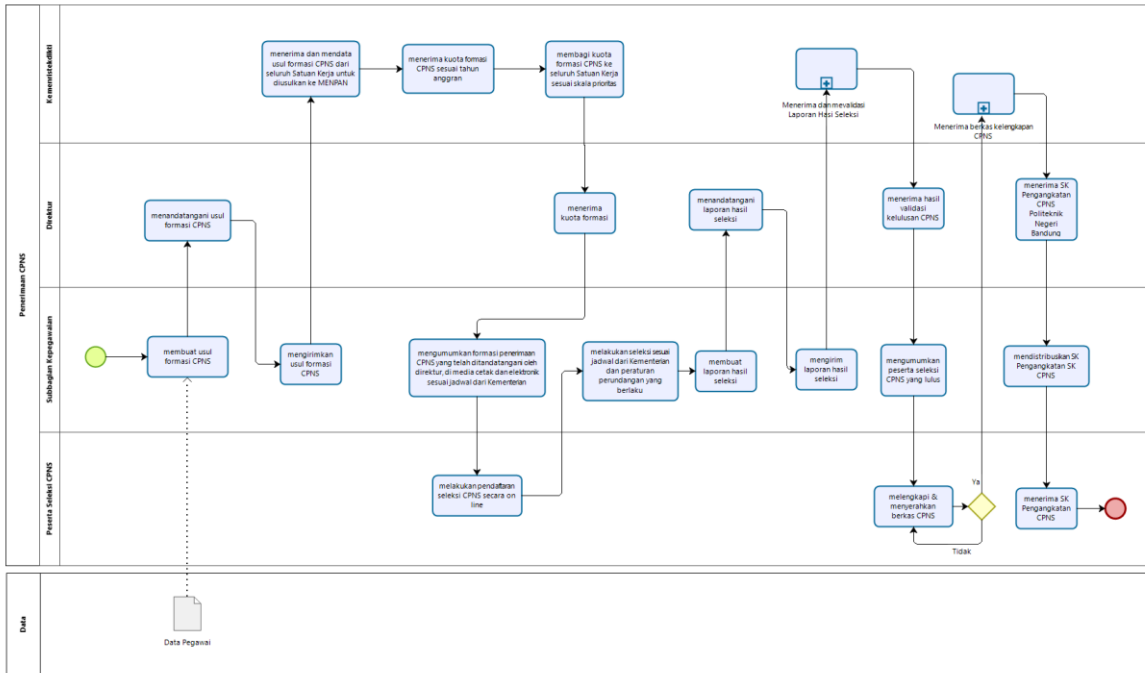 Penerimaan CPNS
Kemenristekdikti
menerima dan mendata
usul formasi CPNS dari
seluruh Satuan Kerja untuk
diusulkan ke MENPAN
menerima kuota formasi
CPNS sesuai tahun
anggran
membagi kuota
formasi CPNS ke
seluruh Satuan Kerja
sesuai skala prioritas
Menerima dan mevalidasi
Laporan Hasi Seleksi
Menerima berkas kelengkapan
CPNS
Direktur
menandatangani usul
formasi CPNS
menerima
kuota formasi
menandatangani
laporan hasil
seleksi
menerima hasil
validasi
kelulusan CPNS
menerima SK
Pengangkatan
CPNS
Politeknik
Negeri
Bandung
Subbagian Kepegawaian
membuat usul
formasi CPNS
mengirimkan
usul formasi
CPNS
mengumumkan formasi penerimaan
CPNS yang telah ditandatangani oleh
direktur, di media cetak dan elektronik
sesuai jadwal dari Kementerian
melakukan seleksi sesuai
jadwal dari Kementerian
dan peraturan
perundangan yang
berlaku
membuat
laporan hasil
seleksi
mengirim
laporan hasil
seleksi
mengumumkan
peserta seleksi
CPNS yang lulus
mendistribusikan SK
Pengangkatan SK
CPNS
Peserta Seleksi CPNS
melakukan pendaftaran
seleksi CPNS secara on
line
melengkapi &
menyerahkan
berkas CPNS
Ya
Tidak
menerima SK
Pengangkatan
CPNS
Data
Data Pegawai